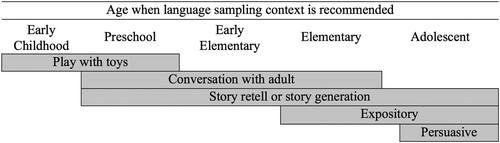 Age when language sampling context is recommended
Early Childhood Preschool Early Elementary Elementary Adolescent
Play with toys
Conversation with adult
Story retell or story generation
Expository
Persuasive